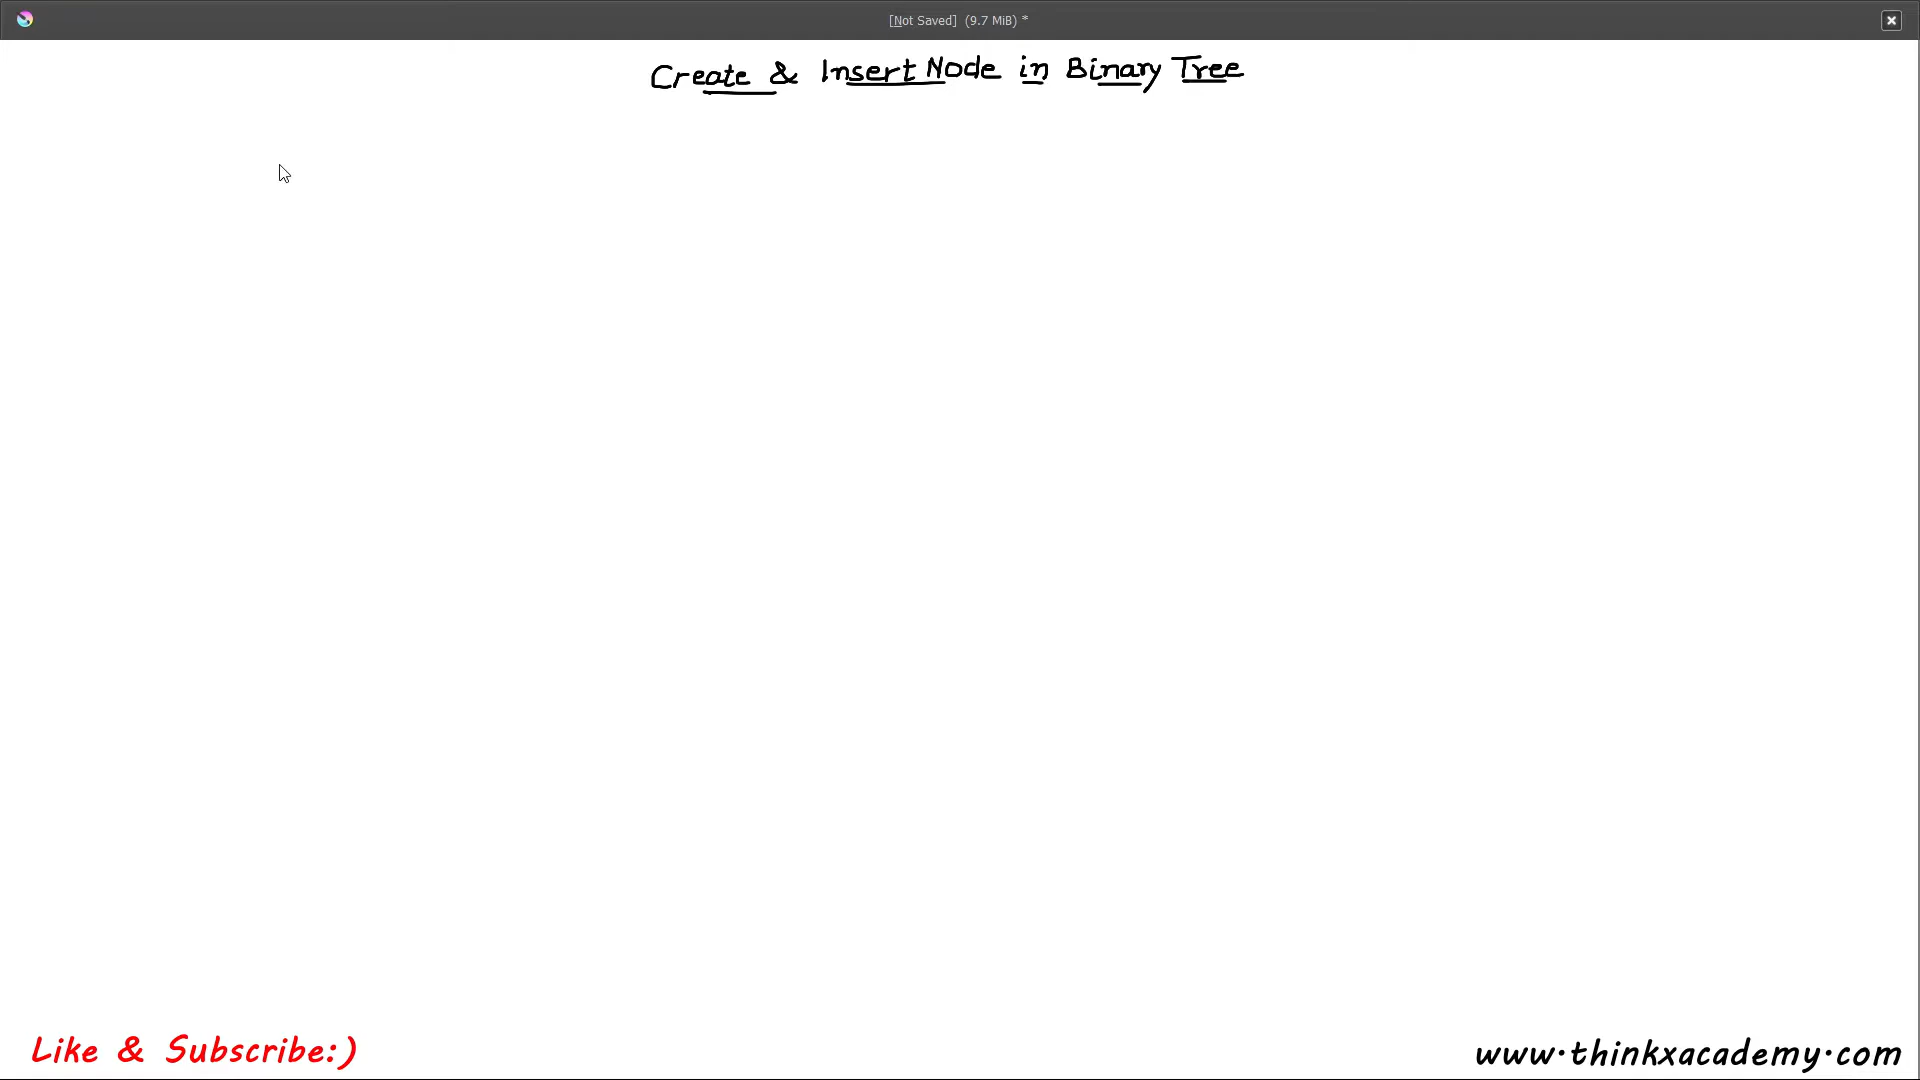 [Not Saved] (9.7 MiB) *
Create & Insert Node in Binary Tree
Like & Subscribe:)
www.thinkxacademy.com